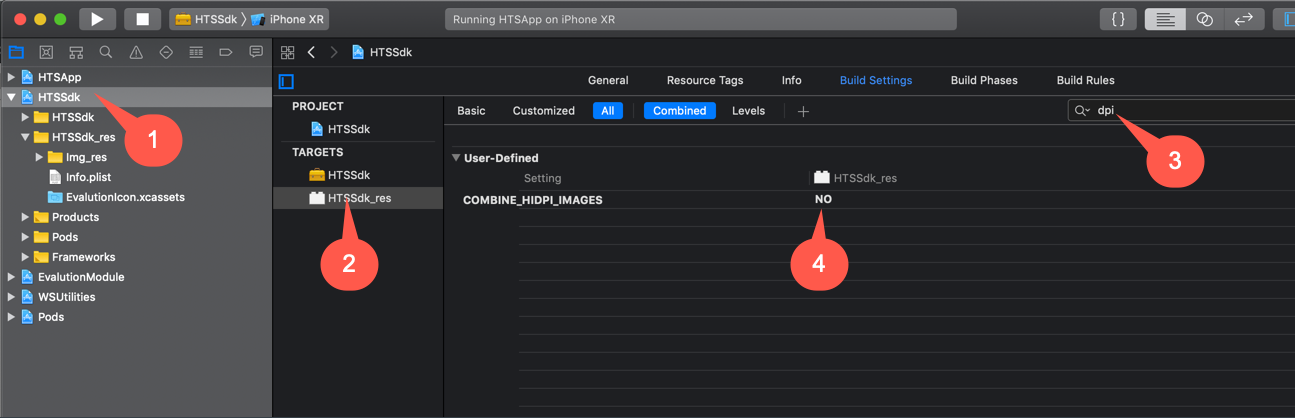 HTSSdk iPhone XR
Running HTSApp on iPhone XR
{ }
HTSSdk
HTSApp
HTSSdk
HTSSdk
HTSSdk_res
Img_res
Info.plist
EvalutionIcon.xcassets
Products
Pods
Frameworks
EvalutionModule
WSUtilities
Pods
1
General Resource Tags Info Build Settings Build Phases Build Rules
PROJECT
HTSSdk
TARGETS
HTSSdk
HTSSdk_res
2
Basic Customized All Combined Levels +
dpi
3
User-Defined
Setting HTSSdk_res
COMBINE_HIDPI_IMAGES NO
4